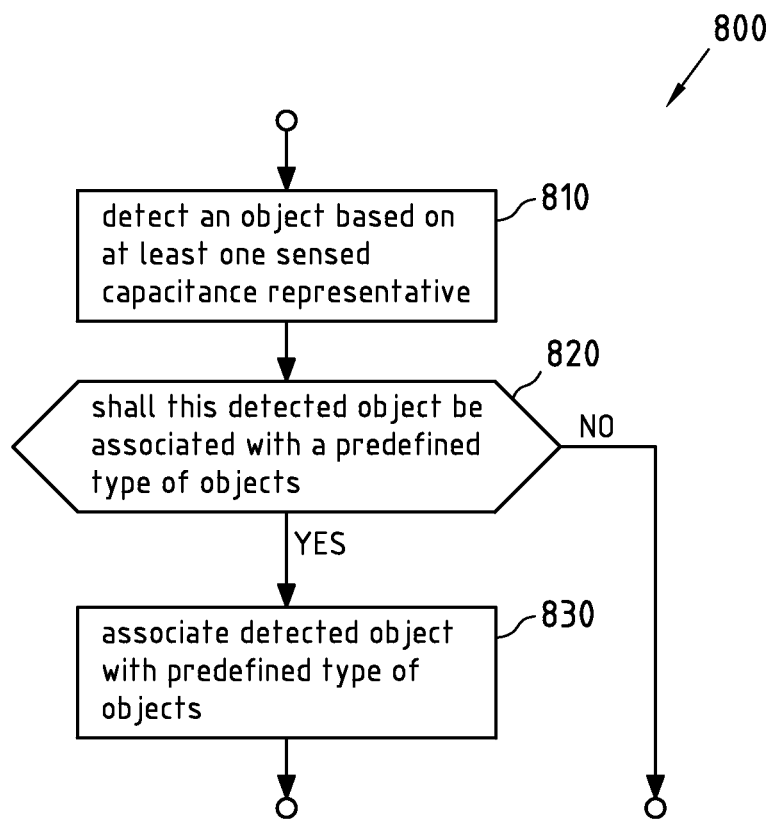 800
detect an object based on
at least one sensed
capacitance representative
810
820
shall this detected object be
associated with a predefined
type of objects
NO
YES
associate detected object
with predefined type of
objects
830